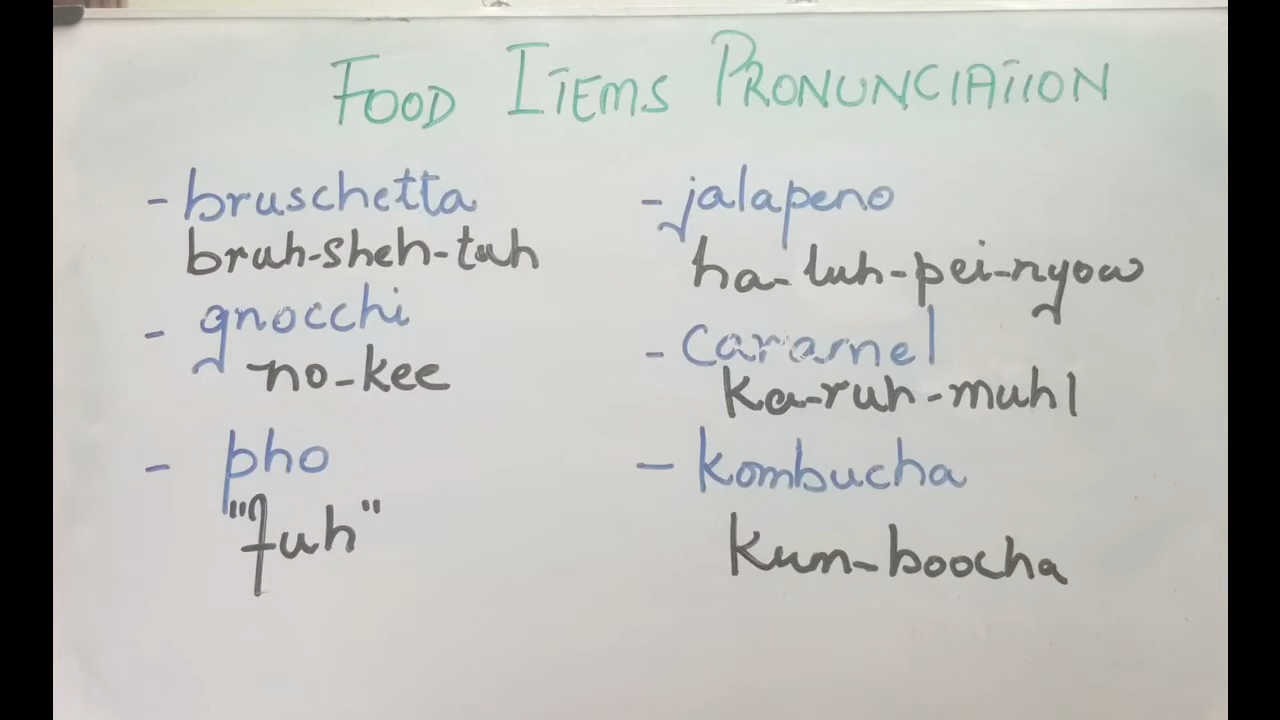 FOOD ITEMS PRONUNCIATION
- bruschetta
bruh-sheh-tuh
- gnocchi
no-kee
- pho
"fuh"
- jalapeno
ha-luh-pei-nyow
- caramel
ka-ruh-muhl
- kombucha
kum-boocha